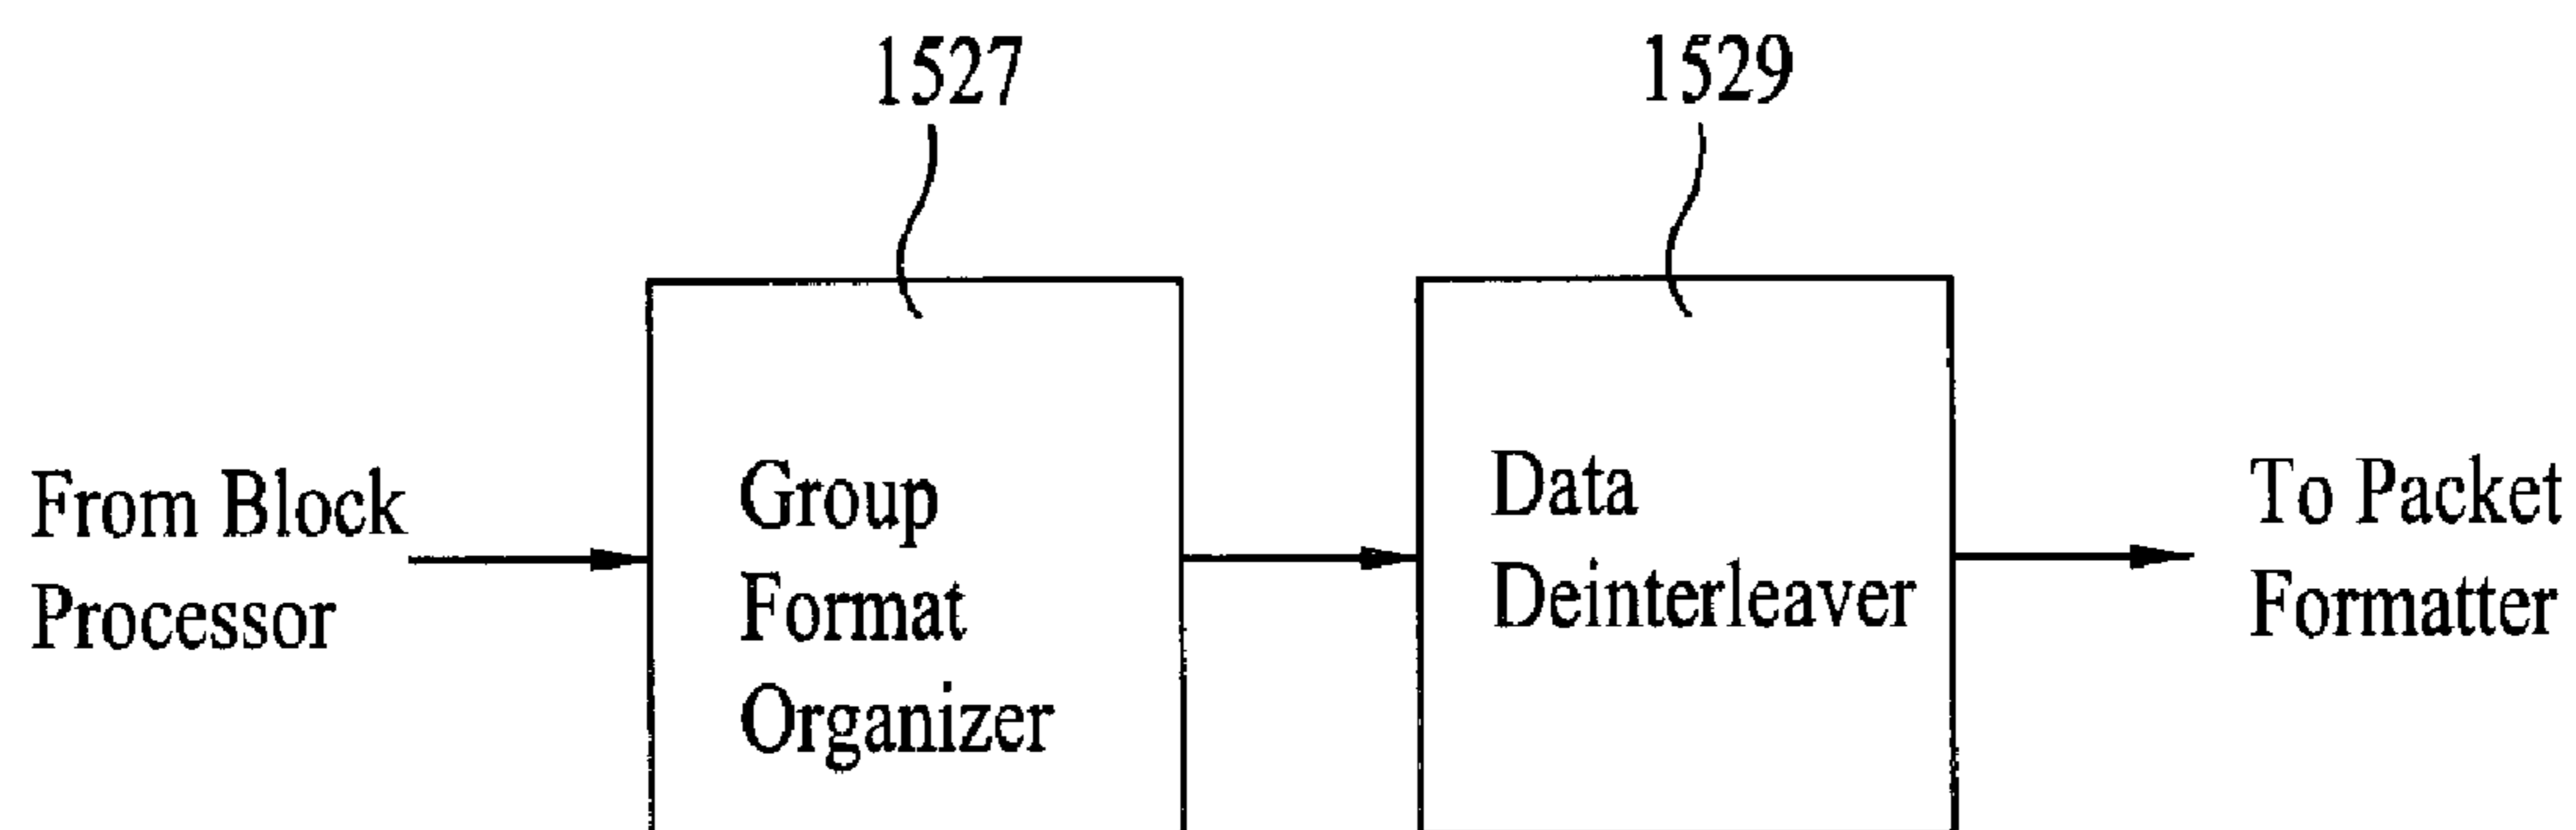 1527
1529
From Block
Processor
Group
Format
Organizer
Data
Deinterleaver
To Packet
Formatter